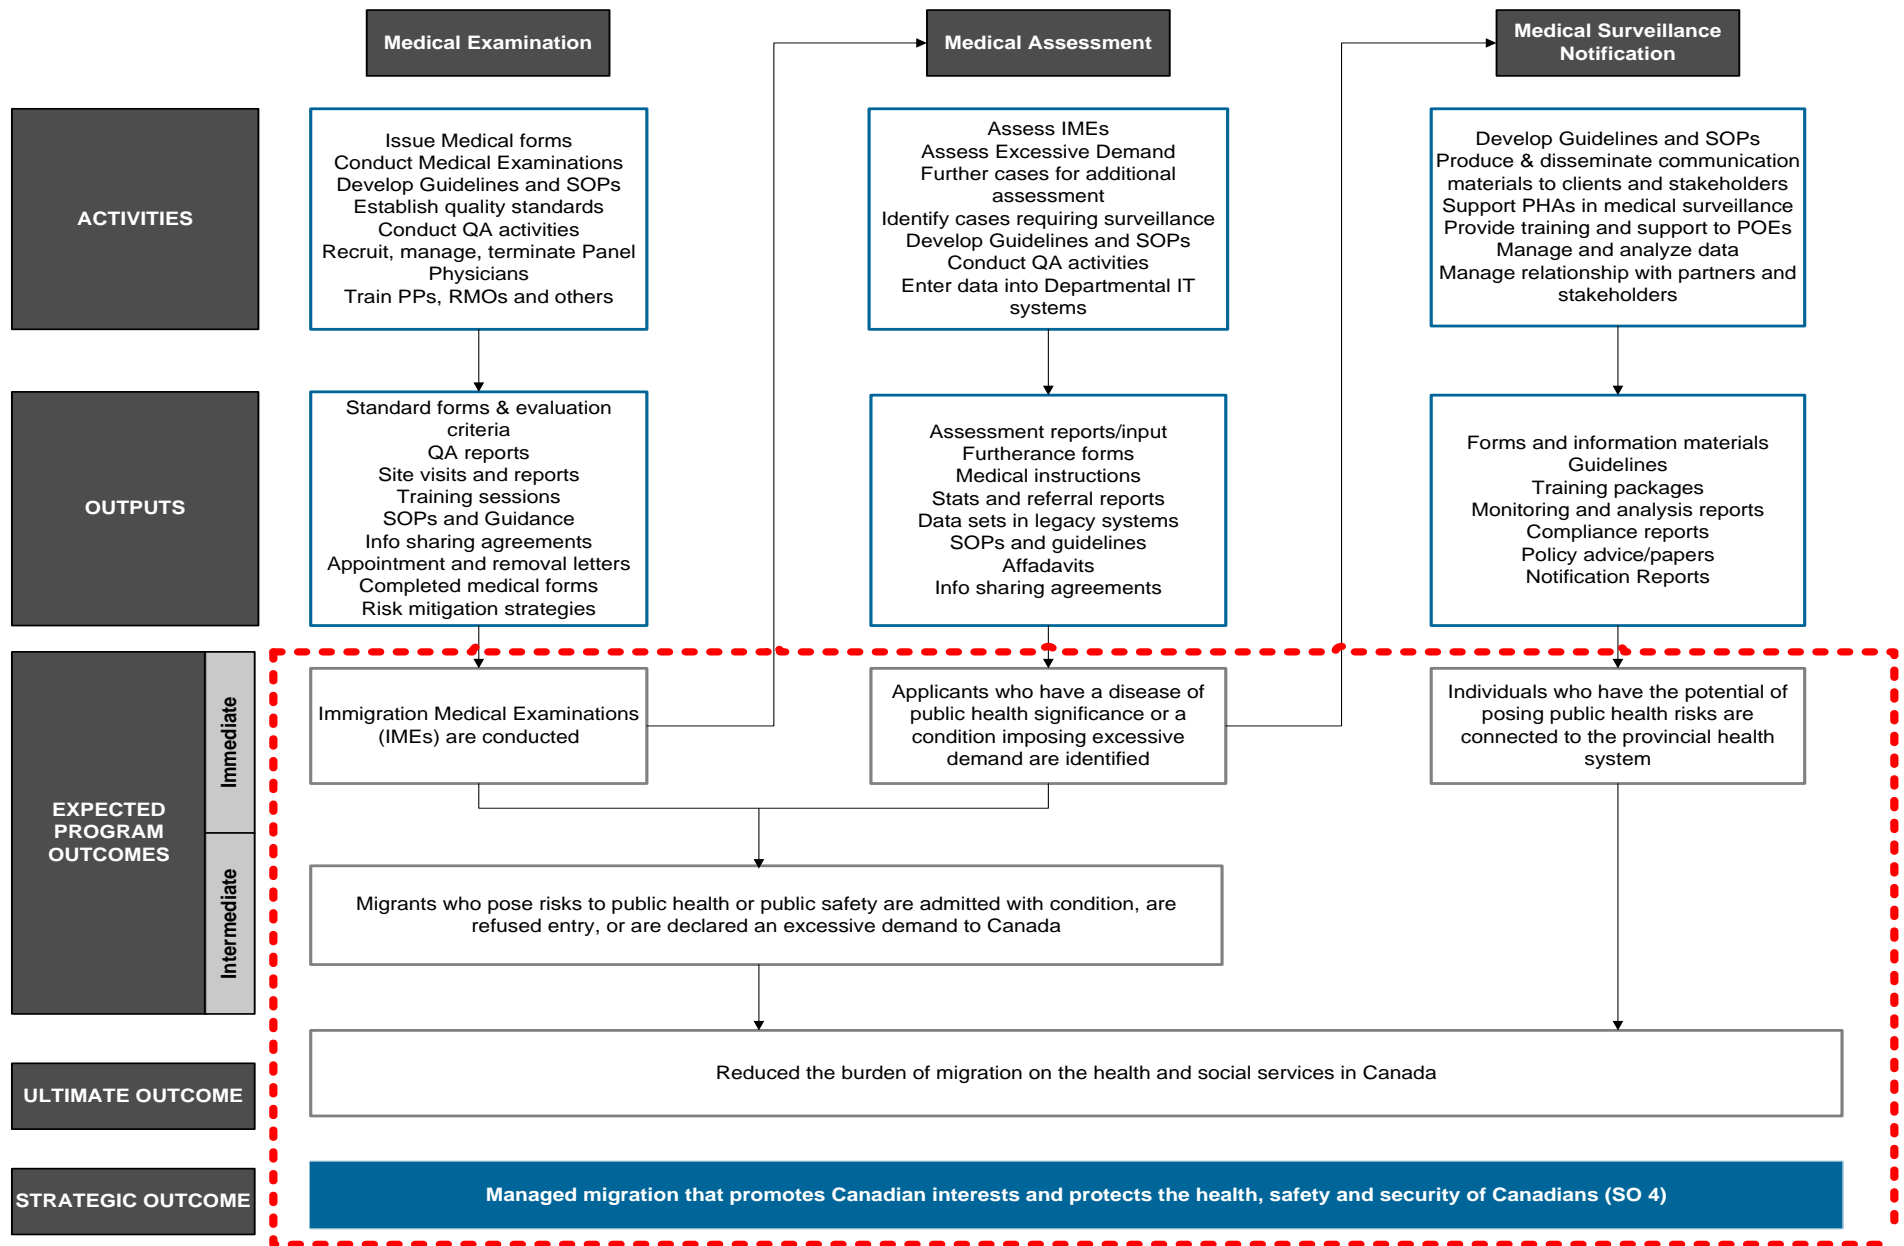 Medical Examination
Medical Assessment
Medical Surveillance
Notification
ACTIVITIES
Issue Medical forms
Conduct Medical Examinations
Develop Guidelines and SOPs
Establish quality standards
Conduct QA activities
Recruit, manage, terminate Panel
Physicians
Train PPs, RMOs and others
Assess IMEs
Assess Excessive Demand
Further cases for additional
assessment
Identify cases requiring surveillance
Develop Guidelines and SOPs
Conduct QA activities
Enter data into Departmental IT
systems
Develop Guidelines and SOPs
Produce & disseminate communication
materials to clients and stakeholders
Support PHAs in medical surveillance
Provide training and support to POEs
Manage and analyze data
Manage relationship with partners and
stakeholders
OUTPUTS
Standard forms & evaluation
criteria
QA reports
Site visits and reports
Training sessions
SOPs and Guidance
Info sharing agreements
Appointment and removal letters
Completed medical forms
Risk mitigation strategies
Assessment reports/input
Furtherance forms
Medical instructions
Stats and referral reports
Data sets in legacy systems
SOPs and guidelines
Affadavits
Info sharing agreements
Forms and information materials
Guidelines
Training packages
Monitoring and analysis reports
Compliance reports
Policy advice/papers
Notification Reports
EXPECTED
PROGRAM
OUTCOMES
Immediate
Immigration Medical Examinations
(IMEs) are conducted
Applicants who have a disease of
public health significance or a
condition imposing excessive
demand are identified
Individuals who have the potential of
posing public health risks are
connected to the provincial health
system
Intermediate
Migrants who pose risks to public health or public safety are admitted with condition, are
refused entry, or are declared an excessive demand to Canada
ULTIMATE OUTCOME
Reduced the burden of migration on the health and social services in Canada
STRATEGIC OUTCOME
Managed migration that promotes Canadian interests and protects the health, safety and security of Canadians (SO 4)